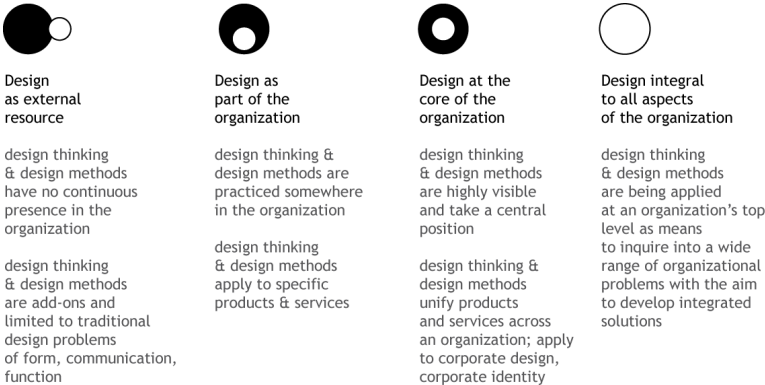 Design
as external
resource
design thinking
& design methods
have no continuous
presence in the
organization
design thinking
& design methods
are add-ons and
limited to traditional
design problems
of form, communication,
function
Design as
part of the
organization
design thinking &
design methods are
practiced somewhere
in the organization
design thinking
& design methods
apply to specific
products & services
Design at the
core of the
organization
design thinking
& design methods
are highly visible
and take a central
position
design thinking &
design methods
unify products
and services across
an organization; apply
to corporate design,
corporate identity
Design integral
to all aspects
of the organization
design thinking
& design methods
are being applied
at an organization's top
level as means
to inquire into a wide
range of organizational
problems with the aim
to develop integrated
solutions